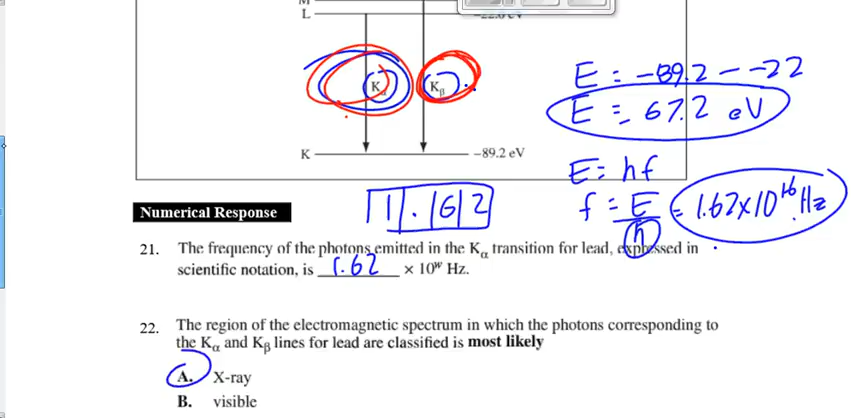 M
L
-22.0 eV
E = -89.2 - -22
Kα
Kβ
E = 67.2 eV
K
-89.2 eV
E = hf
1.62
f = E/h = 1.62x10^16 Hz
Numerical Response
21. The frequency of the photons emitted in the Kα transition for lead, expressed in
scientific notation, is 1.62 × 10^w Hz.
22. The region of the electromagnetic spectrum in which the photons corresponding to
the Kα and Kβ lines for lead are classified is most likely
A. X-ray
B. visible